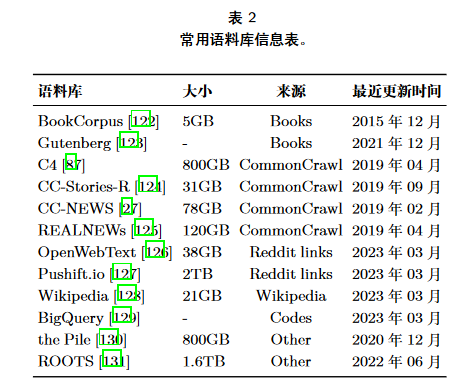 表 2
常用语料库信息表。
语料库 大小 来源 最近更新时间
BookCorpus [122] 5GB Books 2015 年 12 月
Gutenberg [123] - Books 2021 年 12 月
C4 [87] 800GB CommonCrawl 2019 年 04 月
CC-Stories-R [124] 31GB CommonCrawl 2019 年 09 月
CC-NEWS [27] 78GB CommonCrawl 2019 年 02 月
REALNEWs [125] 120GB CommonCrawl 2019 年 04 月
OpenWebText [126] 38GB Reddit links 2023 年 03 月
Pushift.io [127] 2TB Reddit links 2023 年 03 月
Wikipedia [128] 21GB Wikipedia 2023 年 03 月
BigQuery [129] - Codes 2023 年 03 月
the Pile [130] 800GB Other 2020 年 12 月
ROOTS [131] 1.6TB Other 2022 年 06 月